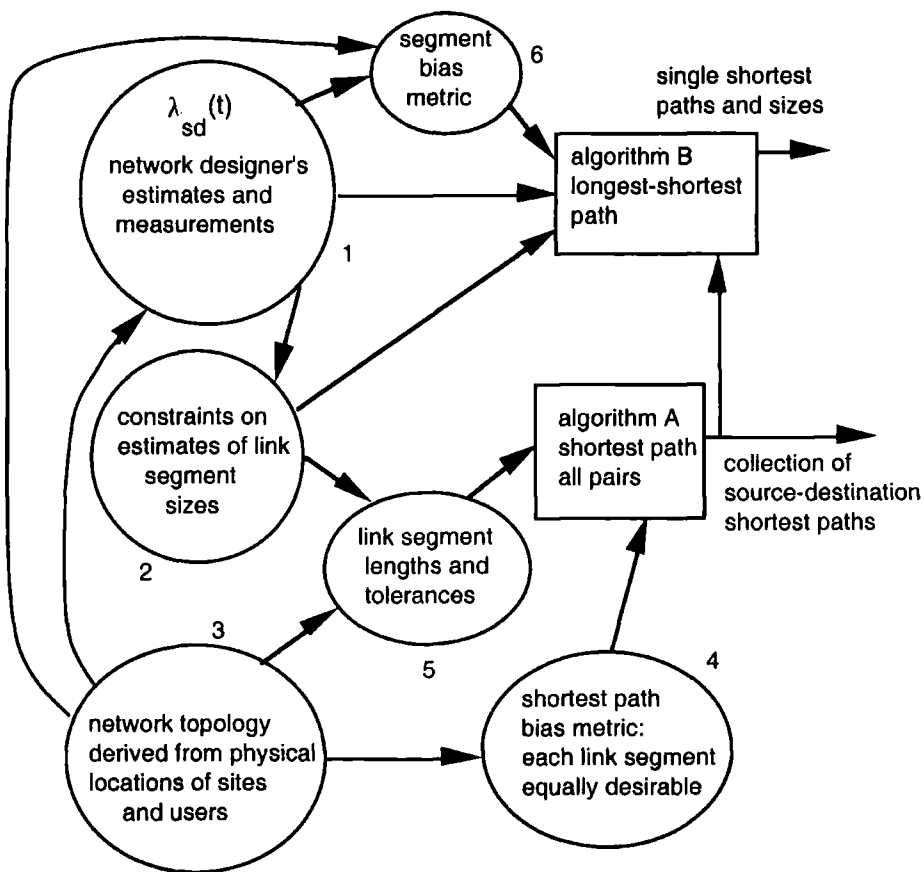 segment
bias
metric
6
single shortest
paths and sizes
λ sd (t)
network designer's
estimates and
measurements
1
algorithm B
longest-shortest
path
constraints on
estimates of link
segment
sizes
2
algorithm A
shortest path
all pairs
collection of
source-destination
shortest paths
link segment
lengths and
tolerances
5
3
network topology
derived from physical
locations of sites
and users
4
shortest path
bias metric:
each link segment
equally desirable